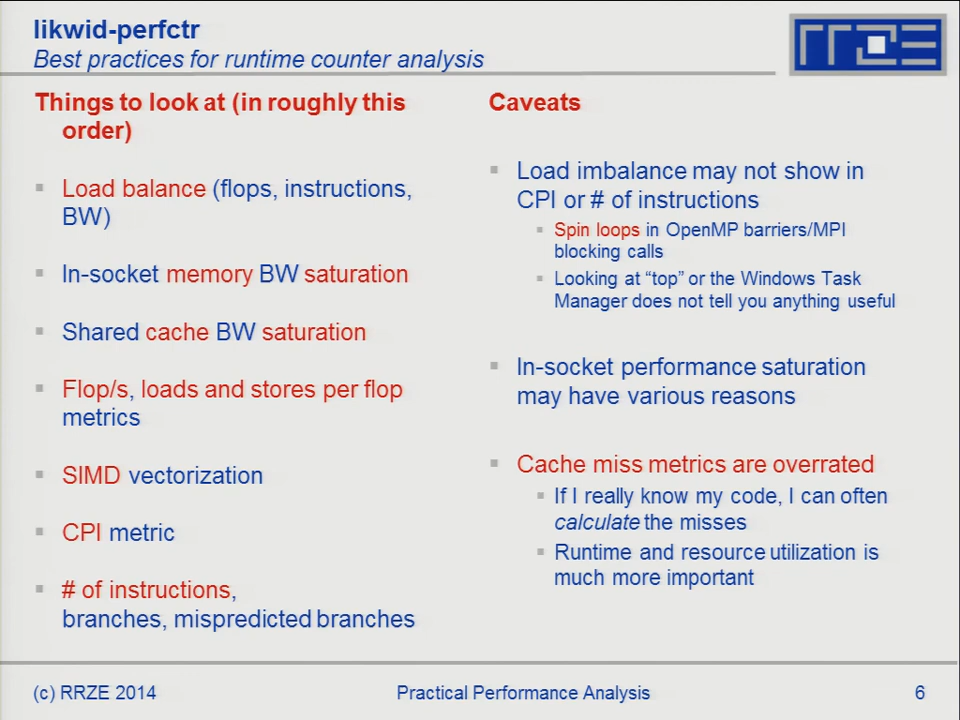 likwid-perfctr
Best practices for runtime counter analysis
RRZE
Things to look at (in roughly this
order)
Load balance (flops, instructions,
BW)
In-socket memory BW saturation
Shared cache BW saturation
Flop/s, loads and stores per flop
metrics
SIMD vectorization
CPI metric
# of instructions,
branches, mispredicted branches
Caveats
Load imbalance may not show in
CPI or # of instructions
Spin loops in OpenMP barriers/MPI
blocking calls
Looking at “top” or the Windows Task
Manager does not tell you anything useful
In-socket performance saturation
may have various reasons
Cache miss metrics are overrated
If I really know my code, I can often
calculate the misses
Runtime and resource utilization is
much more important
(c) RRZE 2014
Practical Performance Analysis
6